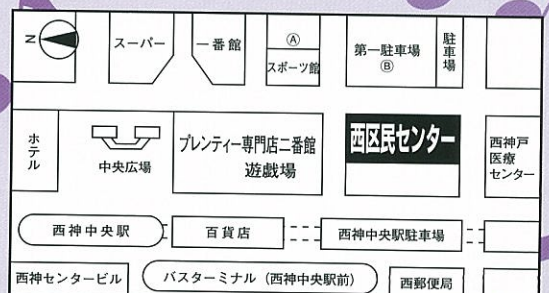 N
スーパー
一番館
Ⓐ
スポーツ館
第一駐車場
Ⓑ
駐車場
ホテル
中央広場
プレンティー専門店二番館
遊戯場
西区民センター
西神戸
医療
センター
西神中央駅
百貨店
西神中央駅駐車場
西神センタービル
バスターミナル（西神中央駅前）
西郵便局